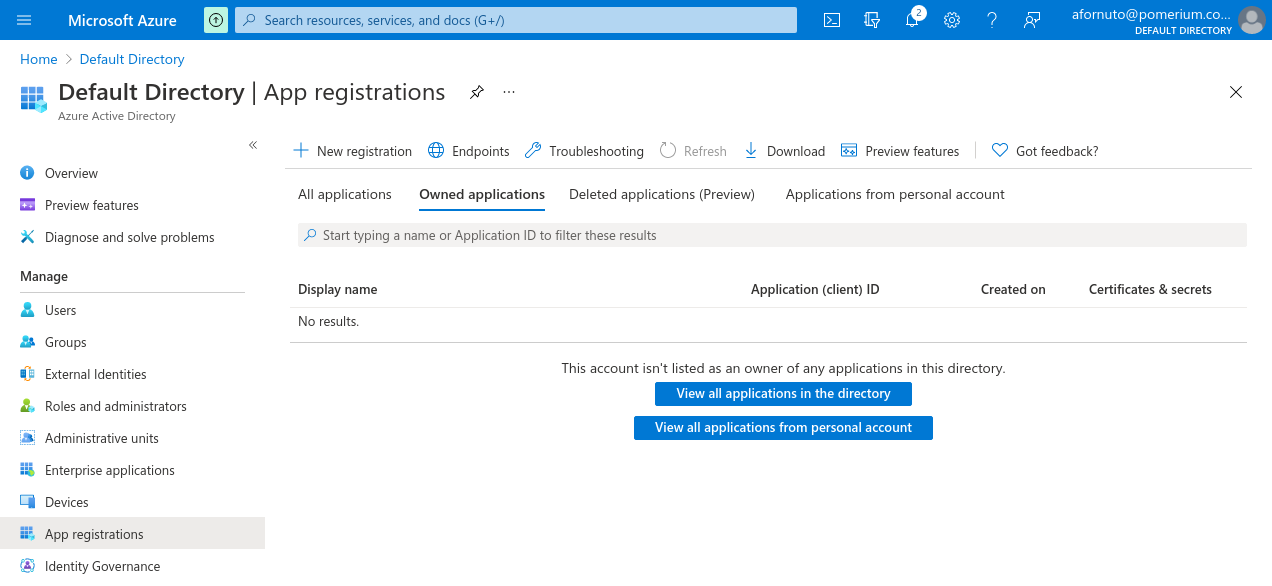 Microsoft Azure
Search resources, services, and docs (G+/)
2
afornuto@pomerium.co...
DEFAULT DIRECTORY
Home > Default Directory
Default Directory | App registrations ...
Azure Active Directory
«
Overview
Preview features
Diagnose and solve problems
Manage
Users
Groups
External Identities
Roles and administrators
Administrative units
Enterprise applications
Devices
App registrations
Identity Governance
New registration Endpoints Troubleshooting Refresh Download Preview features Got feedback?
All applications Owned applications Deleted applications (Preview) Applications from personal account
Start typing a name or Application ID to filter these results
Display name Application (client) ID Created on Certificates & secrets
No results.
This account isn't listed as an owner of any applications in this directory.
View all applications in the directory
View all applications from personal account